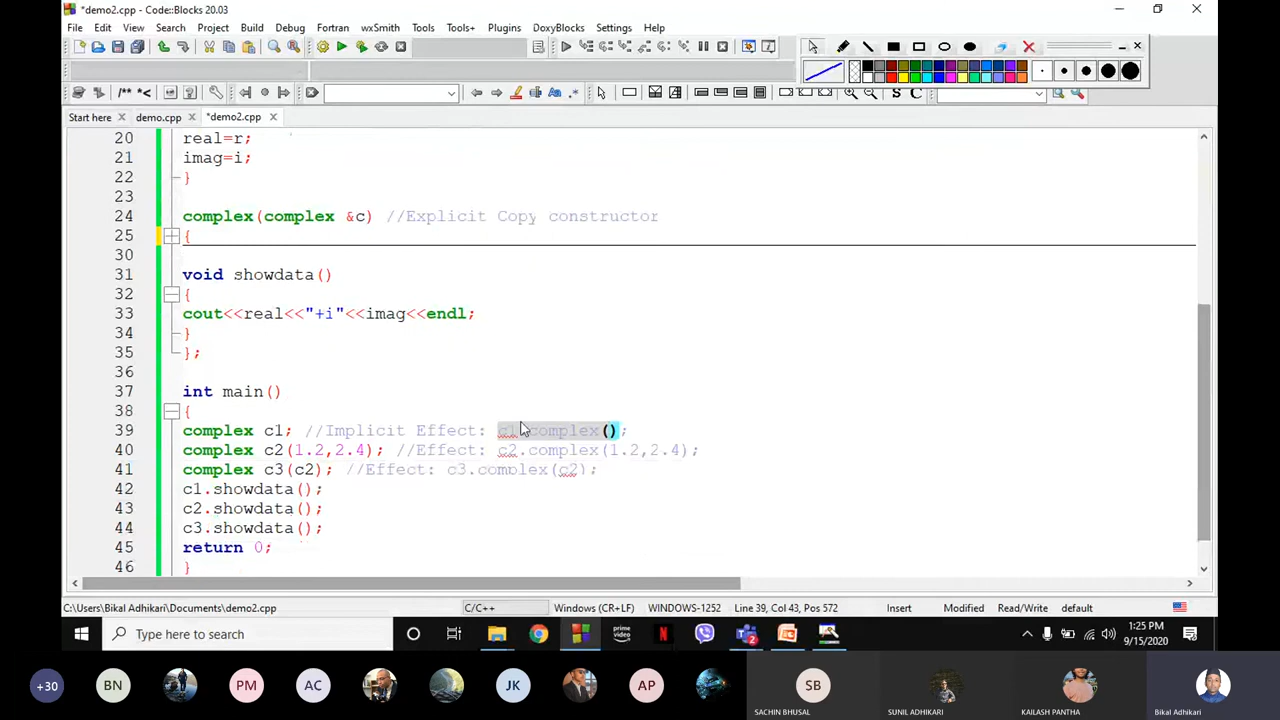 *demo2.cpp - Code::Blocks 20.03
File Edit View Search Project Build Debug Fortran wxSmith Tools Tools+ Plugins DoxyBlocks Settings Help
/** *< S C
Start here demo.cpp *demo2.cpp
20 real=r;
21 imag=i;
22 }
23
24 complex(complex &c) //Explicit Copy constructor
25 {
30
31 void showdata()
32 {
33 cout<<real<<"+i"<<imag<<endl;
34 }
35 };
36
37 int main()
38 {
39 complex c1; //Implicit Effect: c1.complex();
40 complex c2(1.2,2.4); //Effect: c2.complex(1.2,2.4);
41 complex c3(c2); //Effect: c3.complex(c2);
42 c1.showdata();
43 c2.showdata();
44 c3.showdata();
45 return 0;
46 }
C:\Users\Bikal Adhikari\Documents\demo2.cpp C/C++ Windows (CR+LF) WINDOWS-1252 Line 39, Col 43, Pos 572 Insert Modified Read/Write default
Type here to search prime video N 1:25 PM
9/15/2020
+30 BN PM AC JK AP SB
SACHIN BHUSAL SUNIL ADHIKARI KAILASH PANTHA Bikal Adhikari